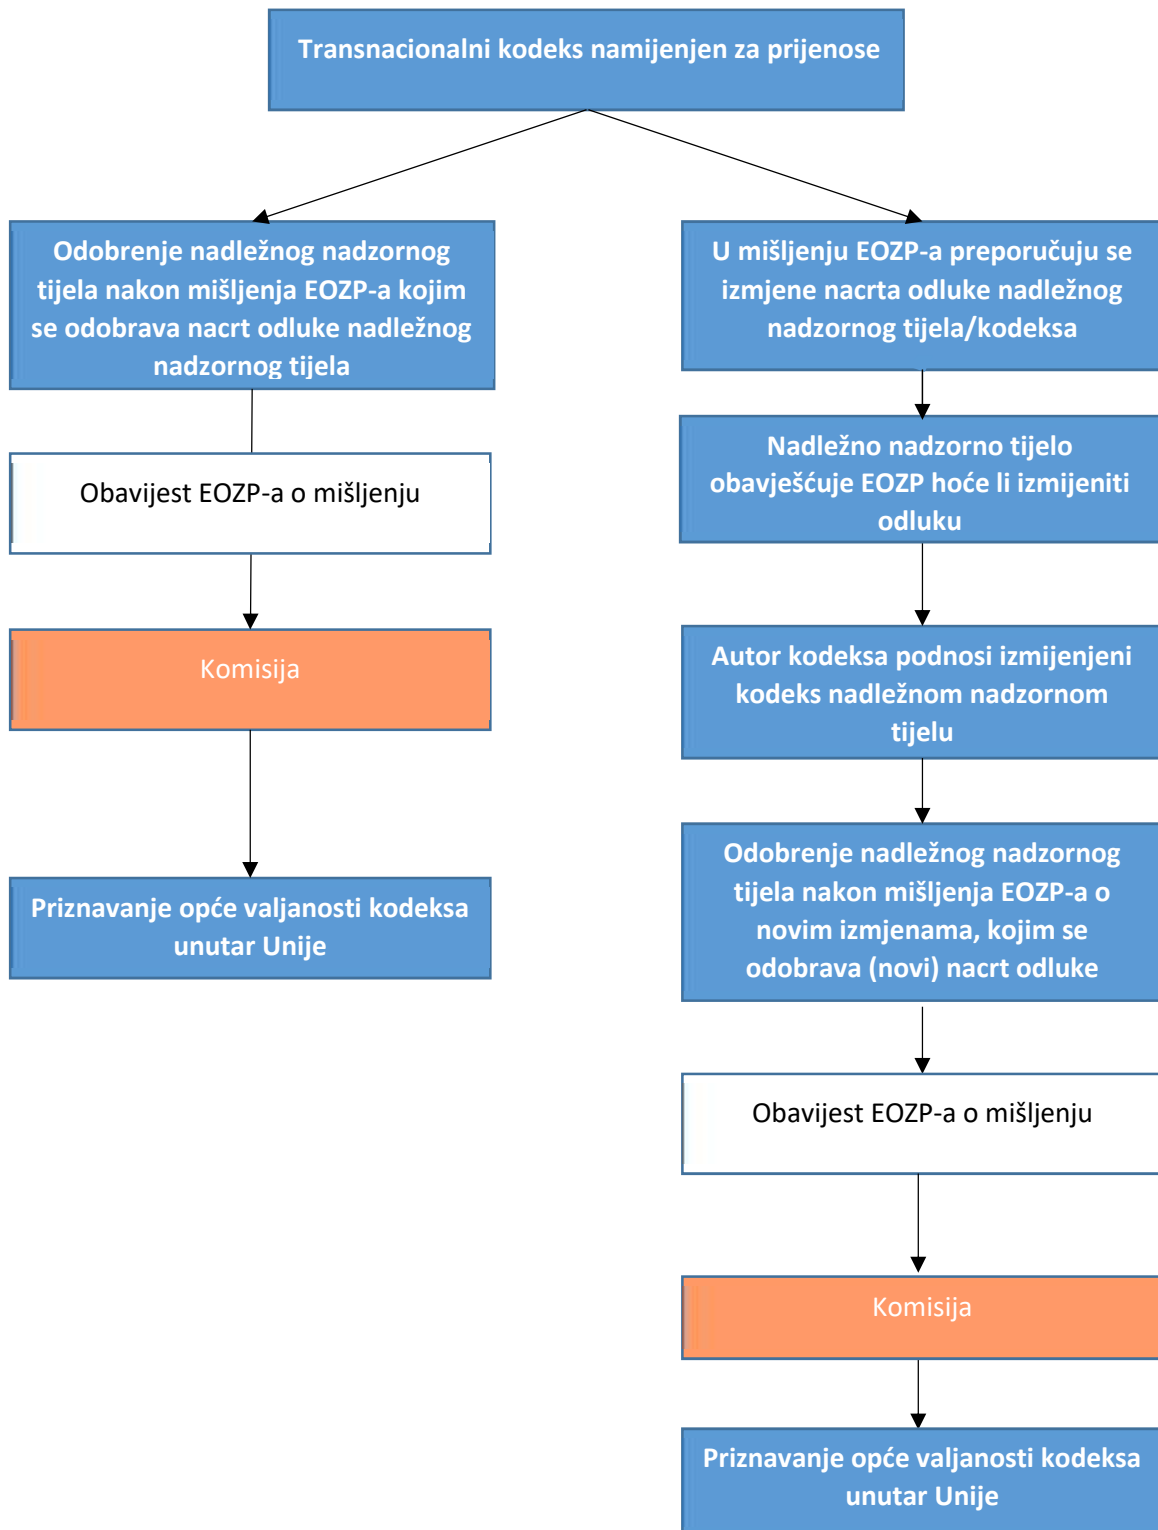 Transnacionalni kodeks namijenjen za prijenose
Odobrenje nadležnog nadzornog
tijela nakon mišljenja EOZP-a kojim
se odobrava nacrt odluke nadležnog
nadzornog tijela
Obavijest EOZP-a o mišljenju
Komisija
Priznavanje opće valjanosti kodeksa
unutar Unije
U mišljenju EOZP-a preporučuju se
izmjene nacrta odluke nadležnog
nadzornog tijela/kodeksa
Nadležno nadzorno tijelo
obavješćuje EOZP hoće li izmijeniti
odluku
Autor kodeksa podnosi izmijenjeni
kodeks nadležnom nadzornom
tijelu
Odobrenje nadležnog nadzornog
tijela nakon mišljenja EOZP-a o
novim izmjenama, kojim se
odobrava (novi) nacrt odluke
Obavijest EOZP-a o mišljenju
Komisija
Priznavanje opće valjanosti kodeksa
unutar Unije